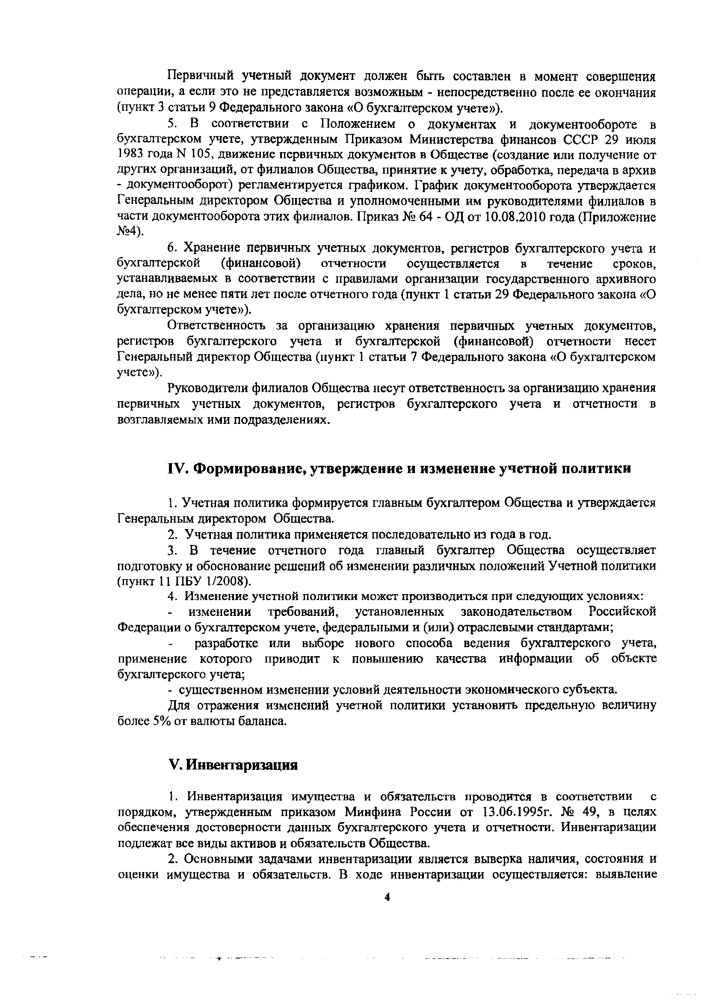 Первичный учетный документ должен быть составлен в момент совершения
операции, а если это не представляется возможным - непосредственно после ее окончания
(пункт 3 статьи 9 Федерального закона «О бухгалтерском учете»).
5. В соответствии с Положением о документах и документообороте в
бухгалтерском учете, утвержденным Приказом Министерства финансов СССР 29 июля
1983 года N 105, движение первичных документов в Обществе (создание или получение от
других организаций, от филиалов Общества, принятие к учету, обработка, передача в архив
- документооборот) регламентируется графиком. График документооборота утверждается
Генеральным директором Общества и уполномоченными им руководителями филиалов в
части документооборота этих филиалов. Приказ № 64 - ОД от 10.08.2010 года (Приложение
№4).
6. Хранение первичных учетных документов, регистров бухгалтерского учета и
бухгалтерской (финансовой) отчетности осуществляется в течение сроков,
устанавливаемых в соответствии с правилами организации государственного архивного
дела, но не менее пяти лет после отчетного года (пункт 1 статьи 29 Федерального закона «О
бухгалтерском учете»).
Ответственность за организацию хранения первичных учетных документов,
регистров бухгалтерского учета и бухгалтерской (финансовой) отчетности несет
Генеральный директор Общества (пункт 1 статьи 7 Федерального закона «О бухгалтерском
учете»).
Руководители филиалов Общества несут ответственность за организацию хранения
первичных учетных документов, регистров бухгалтерского учета и отчетности в
возглавляемых ими подразделениях.
IV. Формирование, утверждение и изменение учетной политики
1. Учетная политика формируется главным бухгалтером Общества и утверждается
Генеральным директором Общества.
2. Учетная политика применяется последовательно из года в год.
3. В течение отчетного года главный бухгалтер Общества осуществляет
подготовку и обоснование решений об изменении различных положений Учетной политики
(пункт 11 ПБУ 1/2008).
4. Изменение учетной политики может производиться при следующих условиях:
- изменении требований, установленных законодательством Российской
Федерации о бухгалтерском учете, федеральными и (или) отраслевыми стандартами;
- разработке или выборе нового способа ведения бухгалтерского учета,
применение которого приводит к повышению качества информации об объекте
бухгалтерского учета;
- существенном изменении условий деятельности экономического субъекта.
Для отражения изменений учетной политики установить предельную величину
более 5% от валюты баланса.
V. Инвентаризация
1. Инвентаризация имущества и обязательств проводится в соответствии с
порядком, утвержденным приказом Минфина России от 13.06.1995г. № 49, в целях
обеспечения достоверности данных бухгалтерского учета и отчетности. Инвентаризации
подлежат все виды активов и обязательств Общества.
2. Основными задачами инвентаризации является выверка наличия, состояния и
оценки имущества и обязательств. В ходе инвентаризации осуществляется: выявление
4